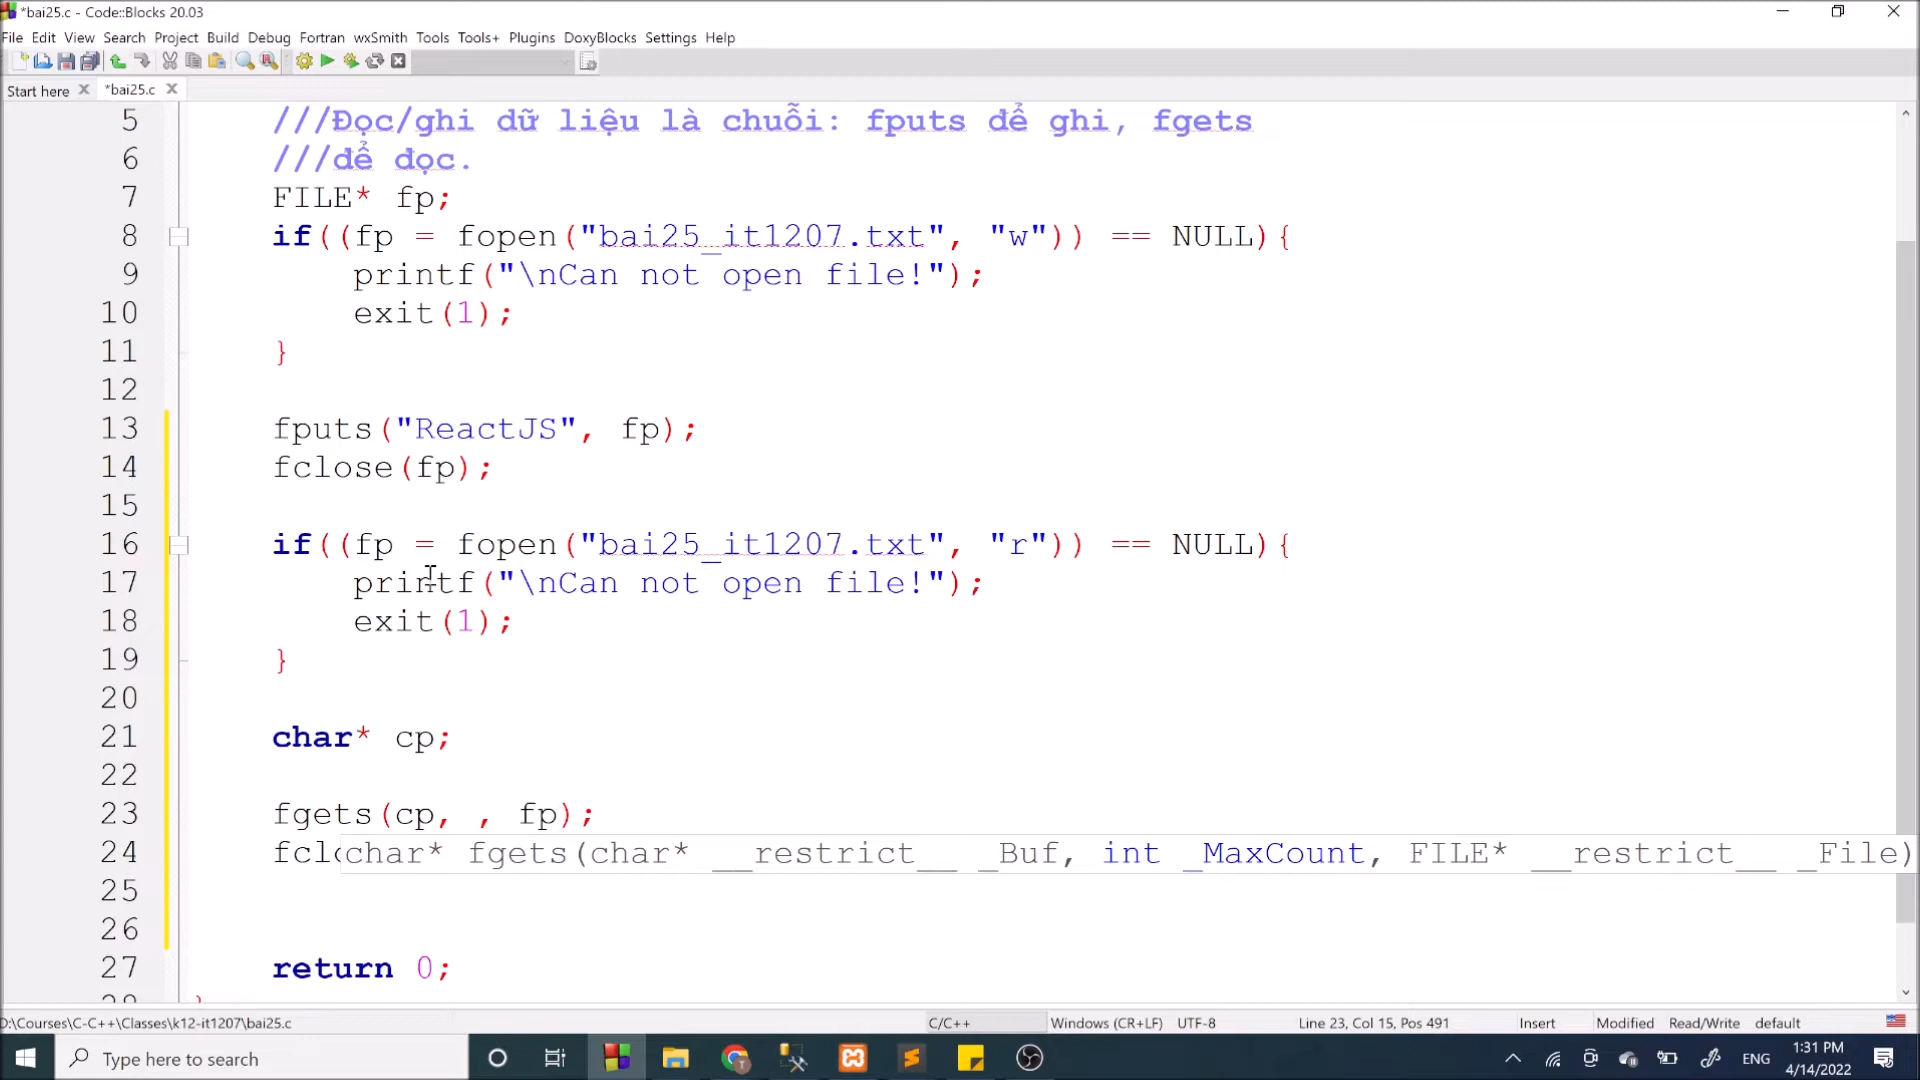 *bai25.c - Code::Blocks 20.03
File Edit View Search Project Build Debug Fortran wxSmith Tools Tools+ Plugins DoxyBlocks Settings Help
Start here *bai25.c
5 ///Đọc/ghi dữ liệu là chuỗi: fputs để ghi, fgets
6 ///để đọc.
7 FILE* fp;
8 if((fp = fopen("bai25_it1207.txt", "w")) == NULL){
9 printf("\nCan not open file!");
10 exit(1);
11 }
12
13 fputs("ReactJS", fp);
14 fclose(fp);
15
16 if((fp = fopen("bai25_it1207.txt", "r")) == NULL){
17 printf("\nCan not open file!");
18 exit(1);
19 }
20
21 char* cp;
22
23 fgets(cp, , fp);
24 fclo
char* fgets(char* __restrict__ _Buf, int _MaxCount, FILE* __restrict__ _File)
25
26
27 return 0;
28 }
D:\Courses\C-C++\Classes\k12-it1207\bai25.c C/C++ Windows (CR+LF) UTF-8 Line 23, Col 15, Pos 491 Insert Modified Read/Write default
Type here to search
ENG
1:31 PM
4/14/2022